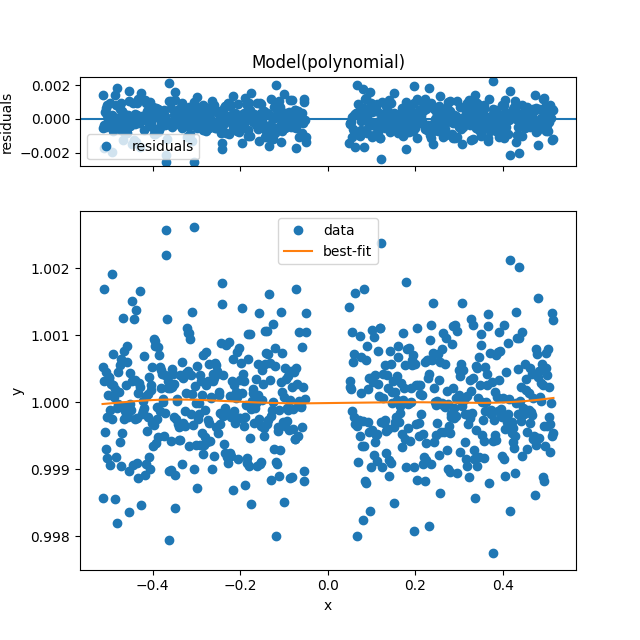 Model(polynomial)
0.002
0.000
−0.002
residuals
residuals
data
best-fit
1.002
1.001
1.000
0.999
0.998
y
−0.4
−0.2
0.0
0.2
0.4
x